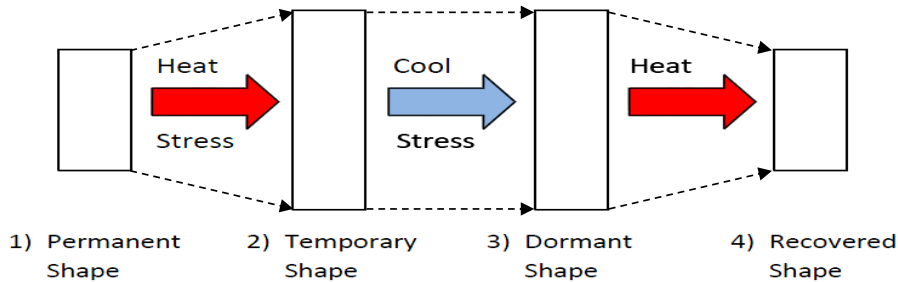 Heat
Stress
Cool
Stress
Heat
1) Permanent Shape
2) Temporary Shape
3) Dormant Shape
4) Recovered Shape